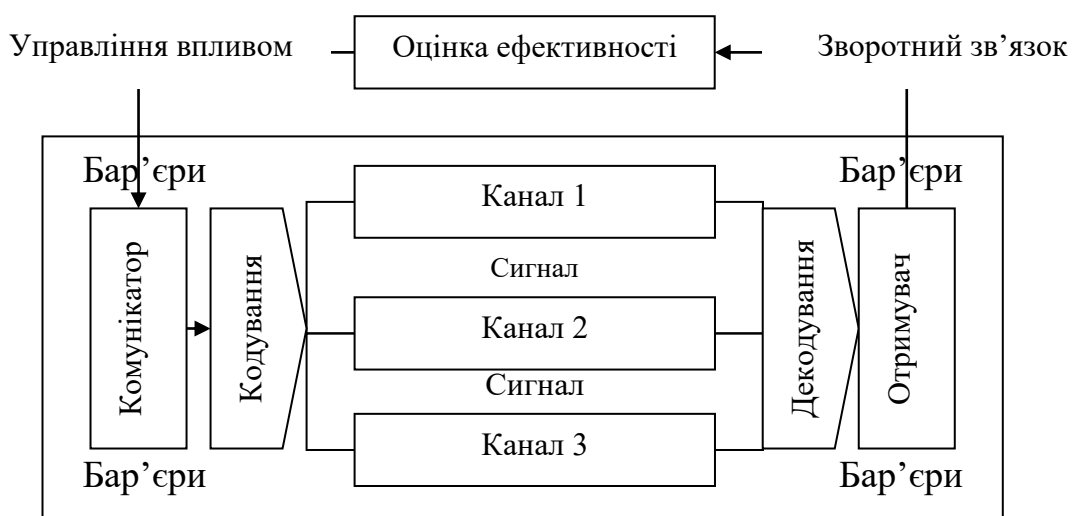 Управління впливом
Оцінка ефективності
Зворотний зв’язок
Бар’єри
Бар’єри
Канал 1
Сигнал
Комунікатор
Кодування
Канал 2
Декодування
Отримувач
Сигнал
Канал 3
Бар’єри
Бар’єри